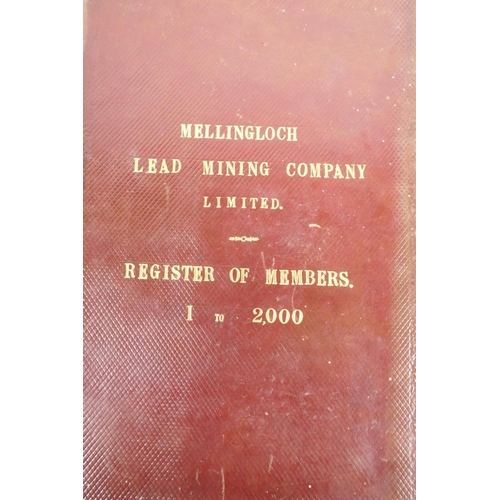 MELLINGLOCH
LEAD MINING COMPANY
LIMITED.
REGISTER OF MEMBERS.
I TO 2,000